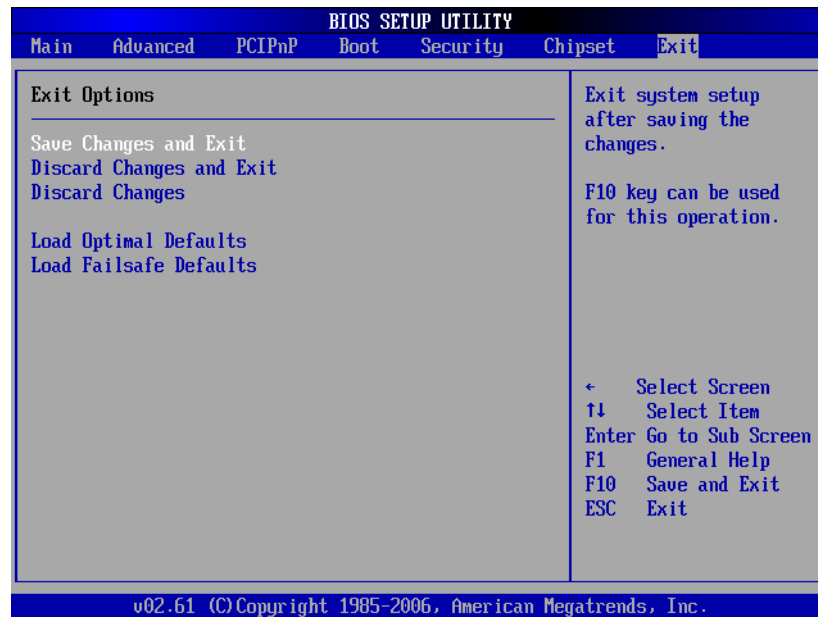 BIOS SETUP UTILITY
Main Advanced PCIPnP Boot Security Chipset Exit
Exit Options
Save Changes and Exit
Discard Changes and Exit
Discard Changes
Load Optimal Defaults
Load Failsafe Defaults
Exit system setup
after saving the
changes.
F10 key can be used
for this operation.
← Select Screen
↑↓ Select Item
Enter Go to Sub Screen
F1 General Help
F10 Save and Exit
ESC Exit
v02.61 (C)Copyright 1985-2006, American Megatrends, Inc.